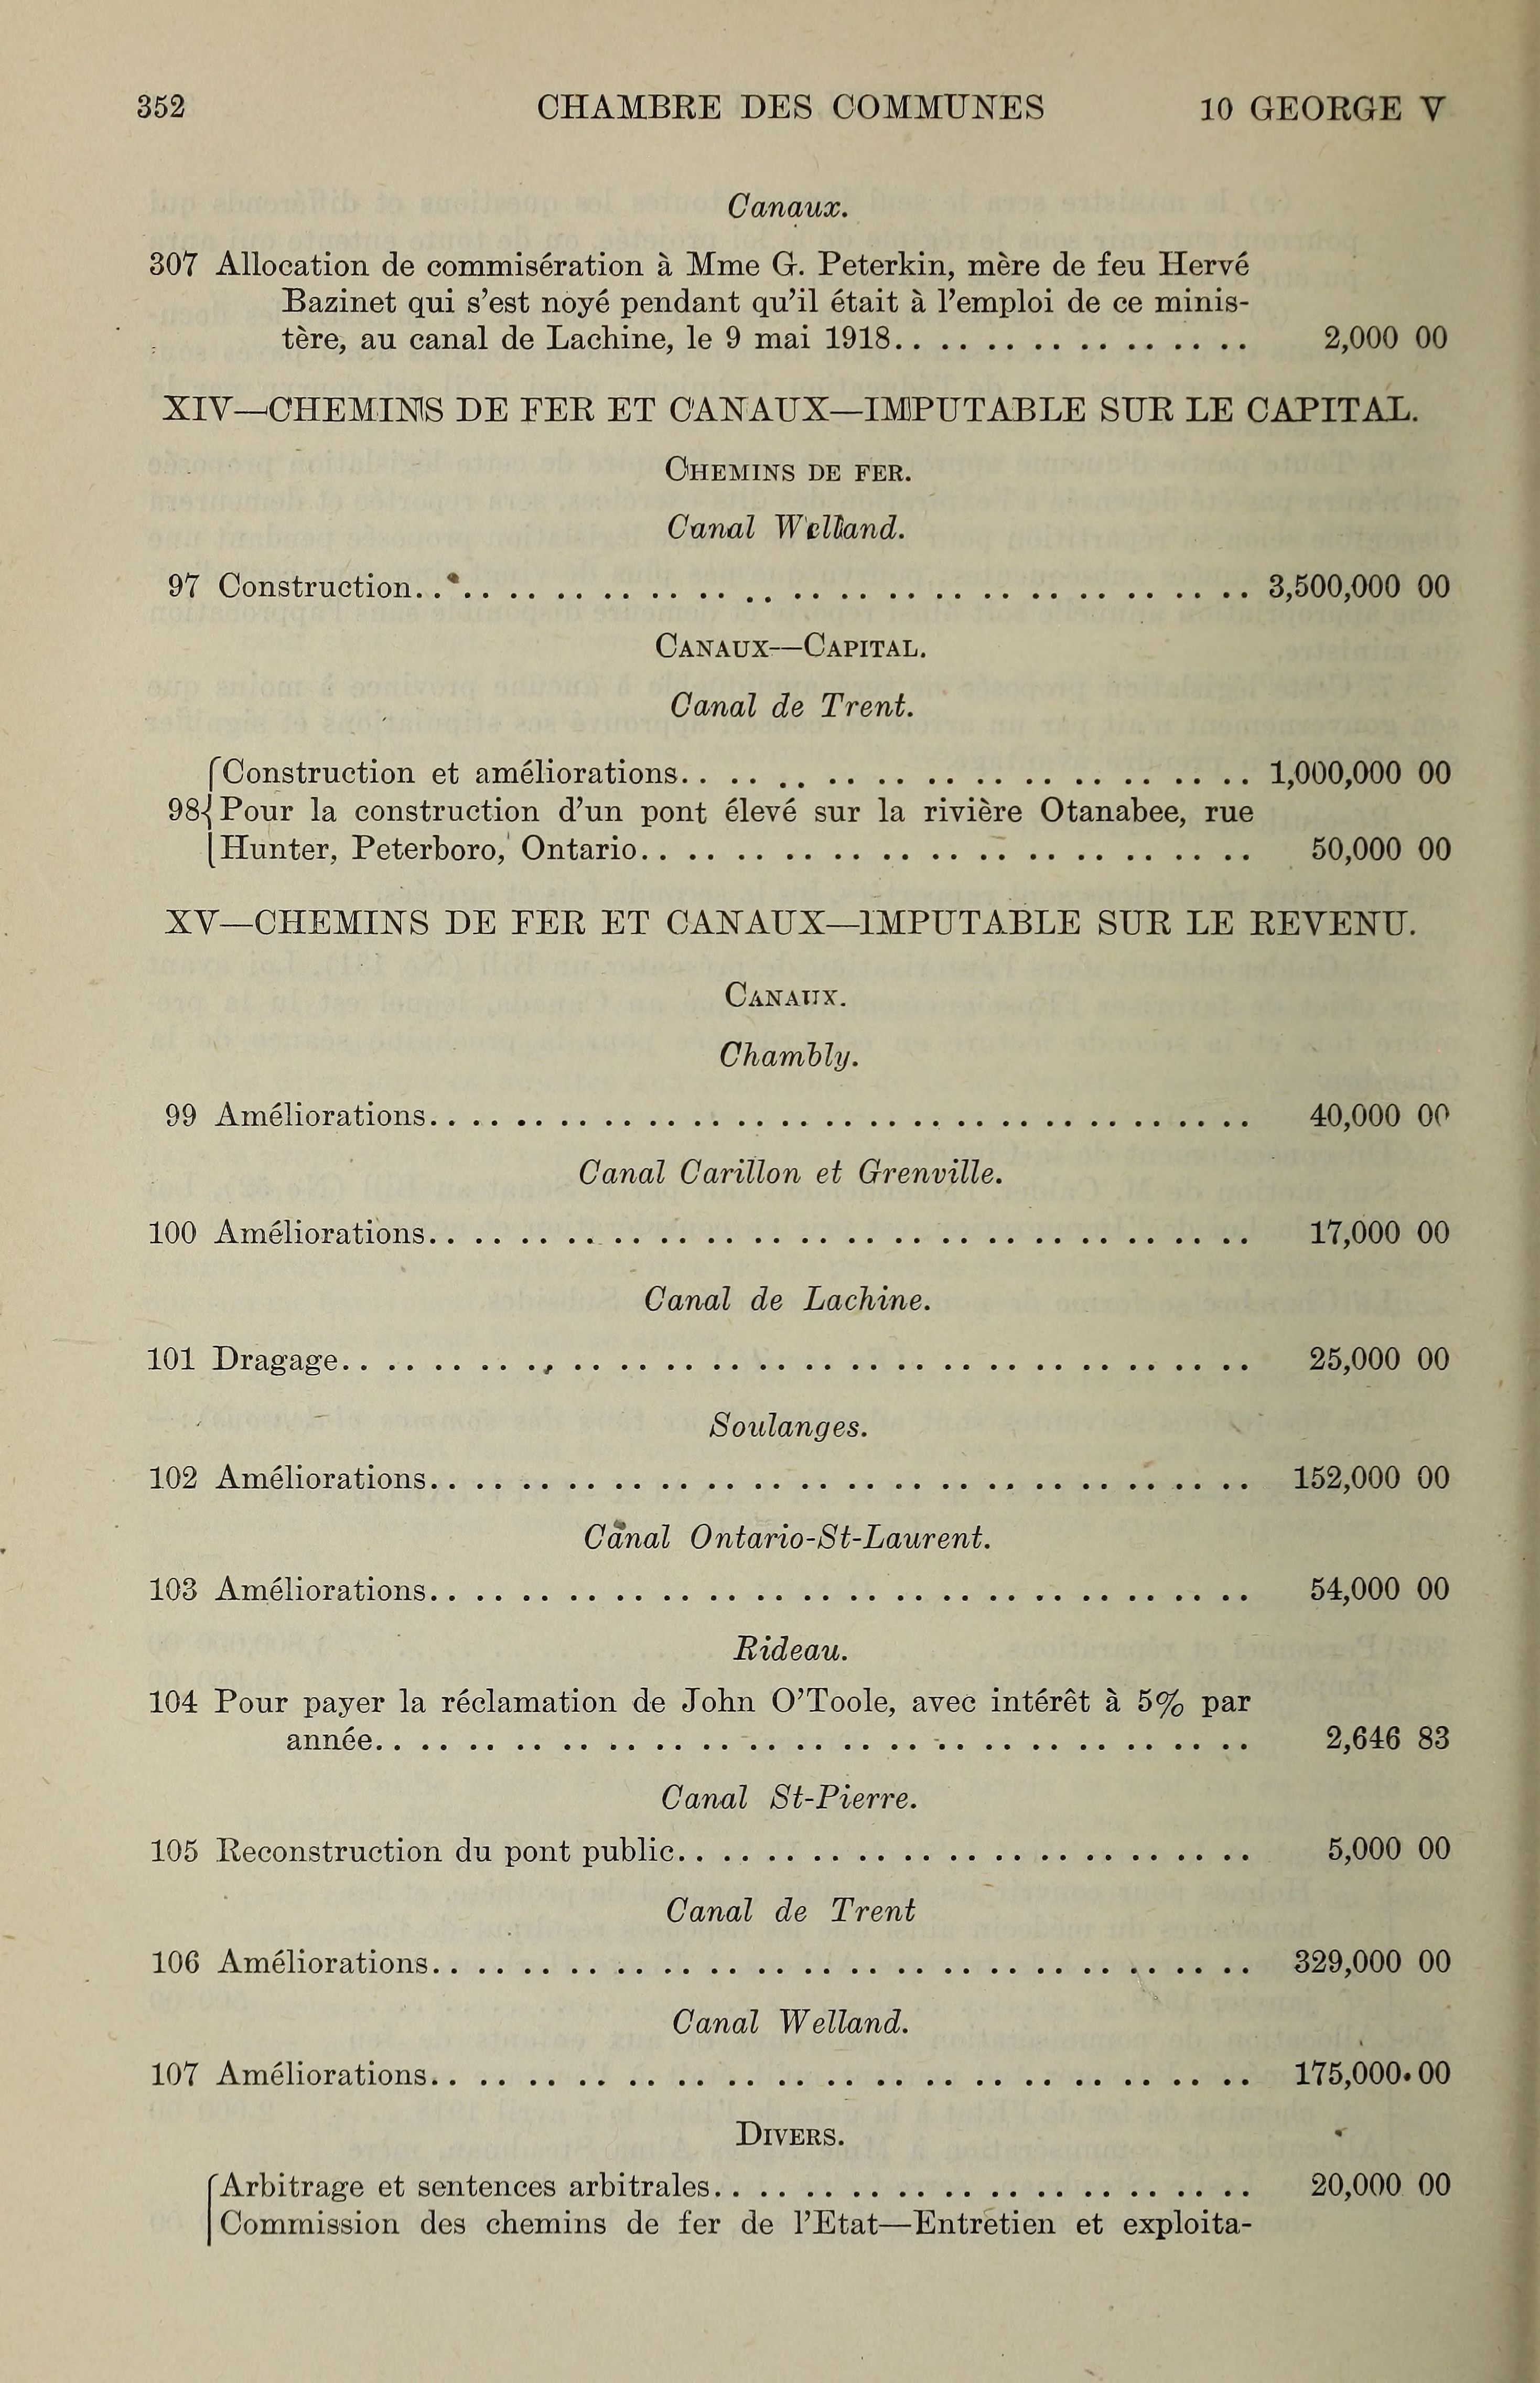 352 CHAMBRE DES COMMUNES 10 GEORGE V
Canaux.
307 Allocation de commisération à Mme G. Peterkin, mère de feu Hervé
Bazinet qui s'est noyé pendant qu'il était à l'emploi de ce minis-
tère, au canal de Lachine, le 9 mai 1918.. .. .. .. .. .. .. .. 2,000 00
XIV—CHEMINS DE FER ET CANAUX—IMPUTABLE SUR LE CAPITAL.
CHEMINS DE FER.
Canal Welland.
97 Construction.. .. .. .. .. .. .. .. .. .. .. .. .. .. .. .. .. .. 3,500,000 00
CANAUX—CAPITAL.
Canal de Trent.
Construction et améliorations.. .. .. .. .. .. .. .. .. .. .. .. 1,000,000 00
98 Pour la construction d'un pont élevé sur la rivière Otanabee, rue
Hunter, Peterboro, Ontario.. .. .. .. .. .. .. .. .. .. .. .. .. 50,000 00
XV—CHEMINS DE FER ET CANAUX—IMPUTABLE SUR LE REVENU.
CANAUX.
Chambly.
99 Améliorations.. .. .. .. .. .. .. .. .. .. .. .. .. .. .. .. .. .. 40,000 00
Canal Carillon et Grenville.
100 Améliorations.. .. .. .. .. .. .. .. .. .. .. .. .. .. .. .. .. .. 17,000 00
Canal de Lachine.
101 Dragage.. .. .. .. .. .. .. .. .. .. .. .. .. .. .. .. .. .. .. .. 25,000 00
Soulanges.
102 Améliorations.. .. .. .. .. .. .. .. .. .. .. .. .. .. .. .. .. .. 152,000 00
Canal Ontario-St-Laurent.
103 Améliorations.. .. .. .. .. .. .. .. .. .. .. .. .. .. .. .. .. .. 54,000 00
Rideau.
104 Pour payer la réclamation de John O'Toole, avec intérêt à 5% par
année.. .. .. .. .. .. .. .. .. .. .. .. .. .. .. .. .. .. .. 2,646 83
Canal St-Pierre.
105 Reconstruction du pont public.. .. .. .. .. .. .. .. .. .. .. .. .. 5,000 00
Canal de Trent
106 Améliorations.. .. .. .. .. .. .. .. .. .. .. .. .. .. .. .. .. .. 329,000 00
Canal Welland.
107 Améliorations.. .. .. .. .. .. .. .. .. .. .. .. .. .. .. .. .. 175,000.00
DIVERS.
Arbitrage et sentences arbitrales.. .. .. .. .. .. .. .. .. .. .. .. 20,000 00
Commission des chemins de fer de l'Etat—Entretien et exploita-